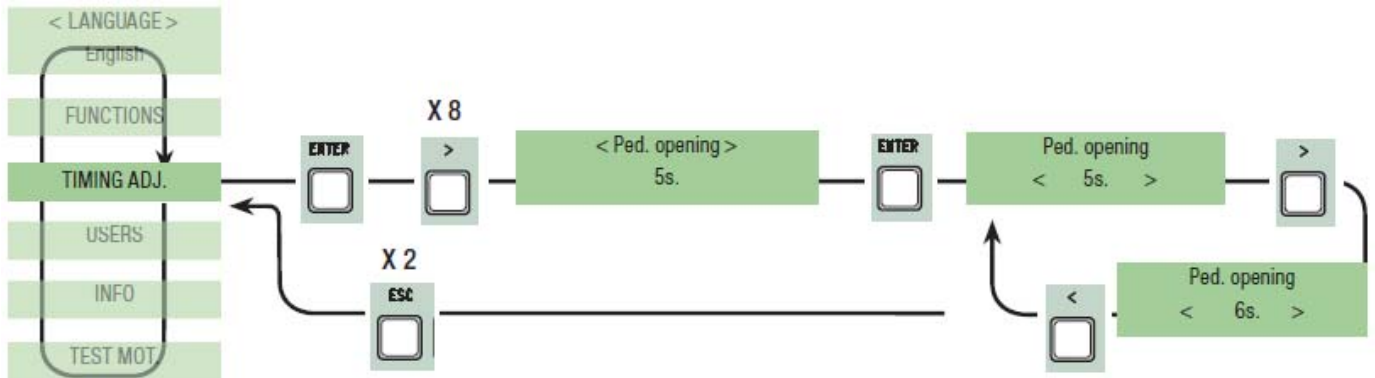 < LANGUAGE >
English
FUNCTIONS
TIMING ADJ.
USERS
INFO
TEST MOT.
ENTER
X 8
>
< Ped. opening >
5s.
ENTER
Ped. opening
< 5s. >
>
Ped. opening
< 6s. >
<
X 2
ESC